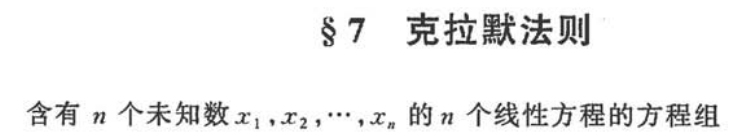 §7 克拉默法则
含有 n 个未知数 x₁,x₂,⋯,xₙ 的 n 个线性方程的方程组